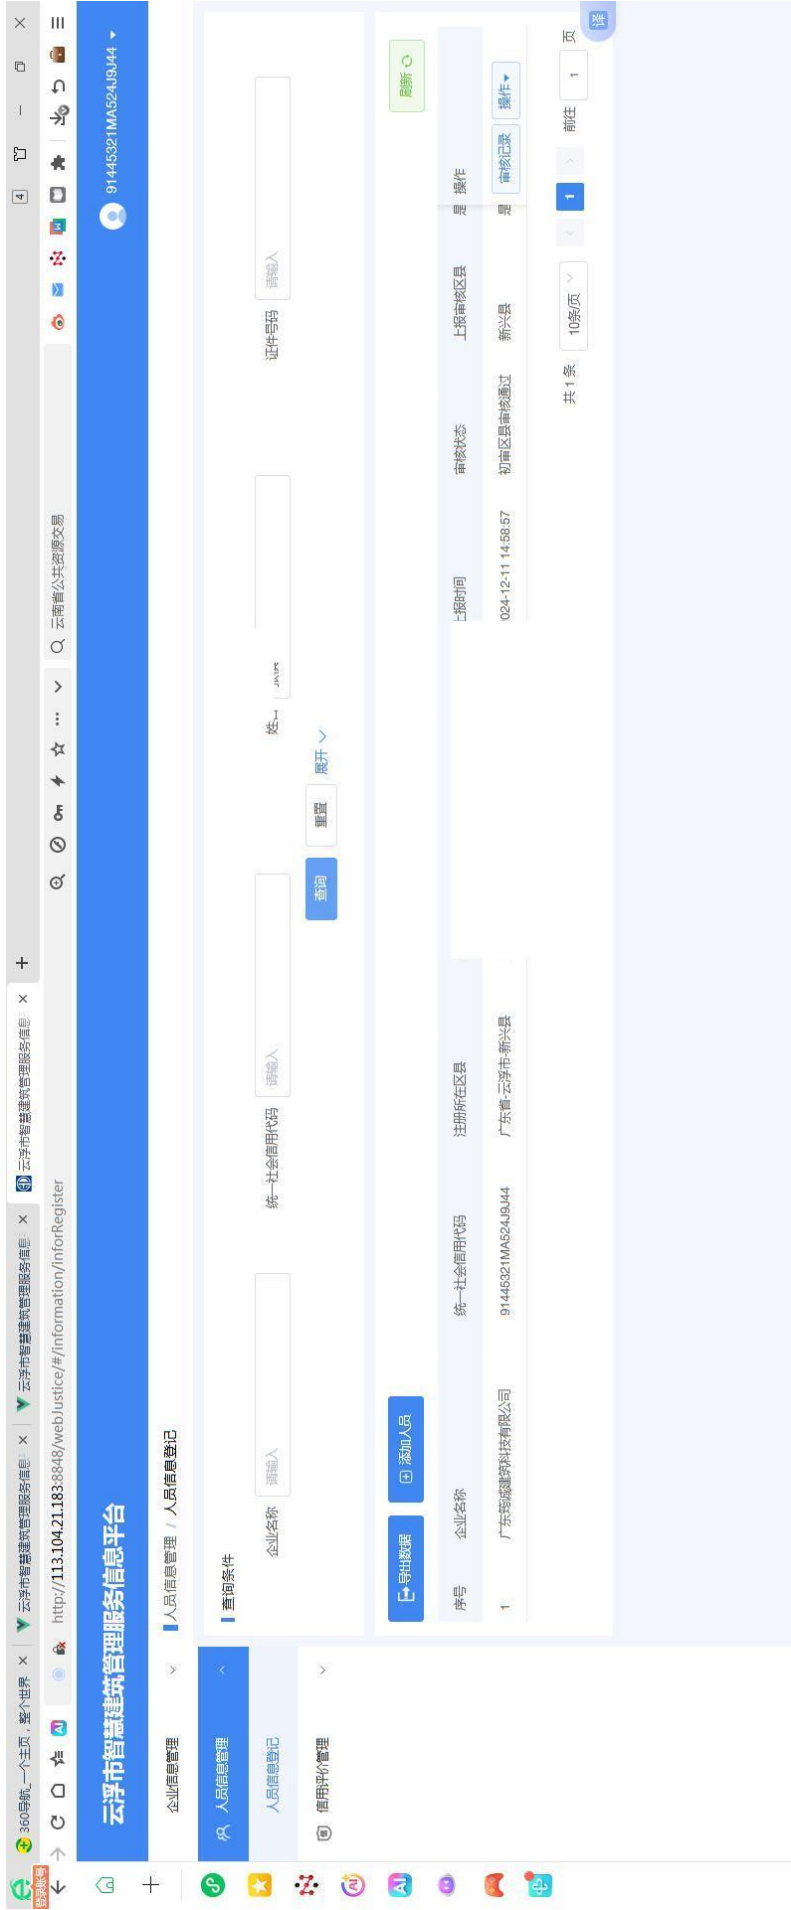 360导航_一个主页，整个世界
云浮市智慧建筑管理服务信息
云浮市智慧建筑管理服务信息
云浮市智慧建筑管理服务信息
4
登录账号
http://113.104.21.183:8848/webJustice/#/information/inforRegister
云南省公共资源交易
云浮市智慧建筑管理服务信息平台
91445321MA524J9J44
企业信息管理
人员信息管理
人员信息登记
信用评价管理
人员信息管理 / 人员信息登记
查询条件
企业名称 请输入
统一社会信用代码 请输入
证件号码 请输入
查询 重置 展开
导出数据 添加人员 刷新
序号 企业名称 统一社会信用代码 注册所在区县 上报时间 审核状态 上报审核区县 是 操作
1 广东筠诚建筑科技有限公司 91445321MA524J9J44 广东省-云浮市-新兴县 024-12-11 14:58:57 初审区县审核通过 新兴县 是 审核记录 操作
共 1 条 10条/页 1 前往 1 页
译